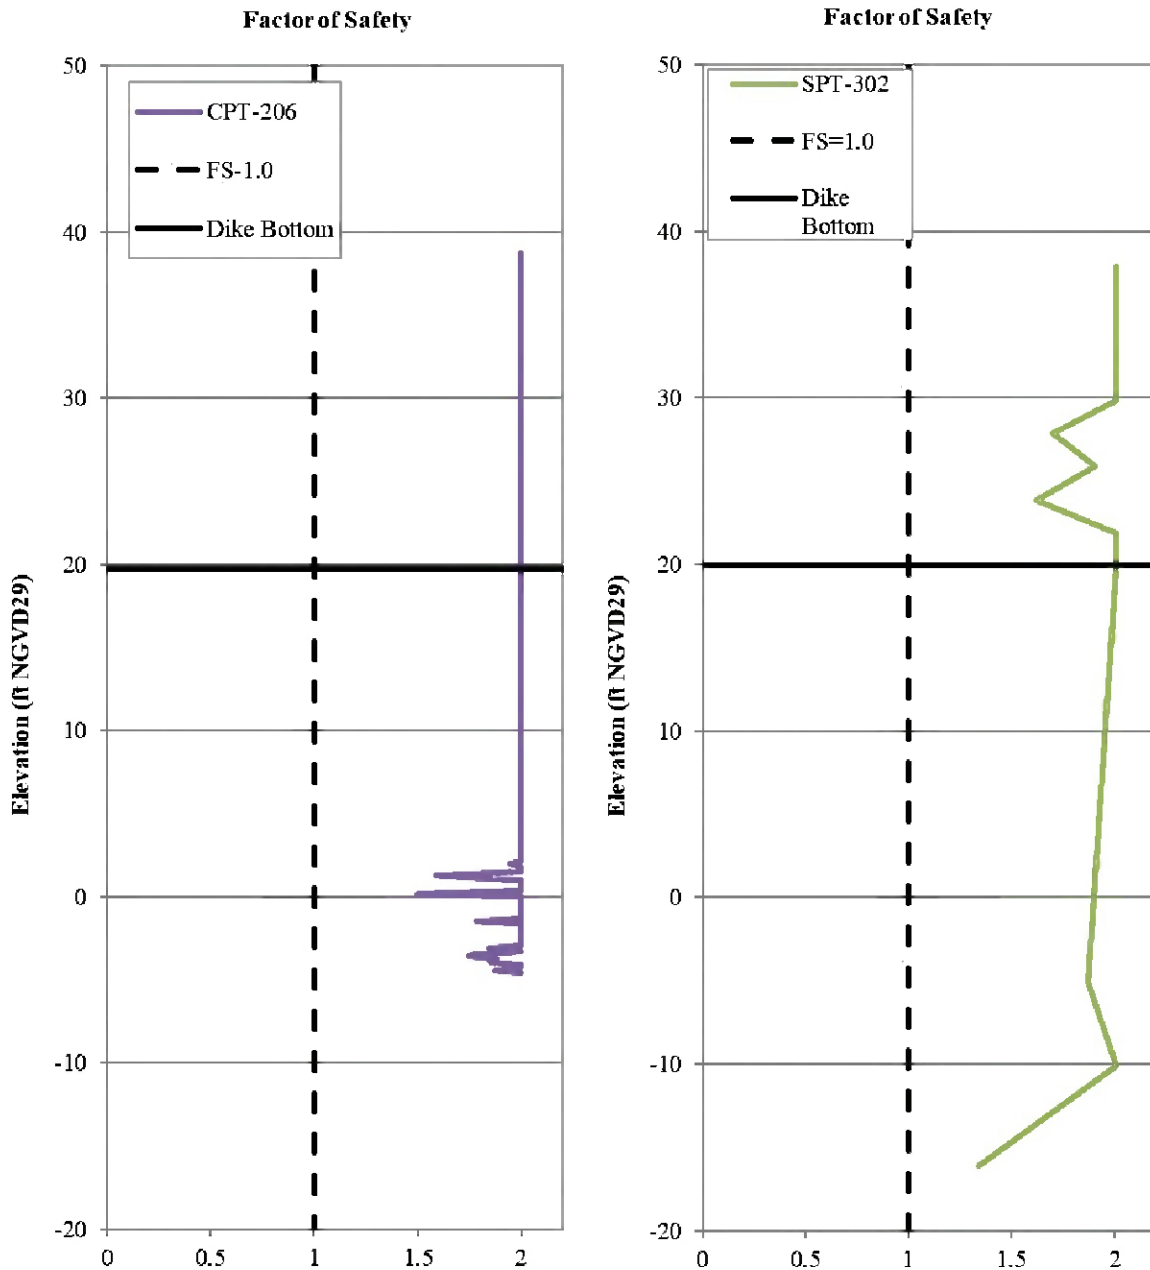 Factor of Safety
50
40
30
20
10
0
-10
-20
0 0.5 1 1.5 2
Elevation (ft NGVD29)
CPT-206
FS-1.0
Dike Bottom
Factor of Safety
50
40
30
20
10
0
-10
-20
0 0.5 1 1.5 2
Elevation (ft NGVD29)
SPT-302
FS=1.0
Dike
Bottom